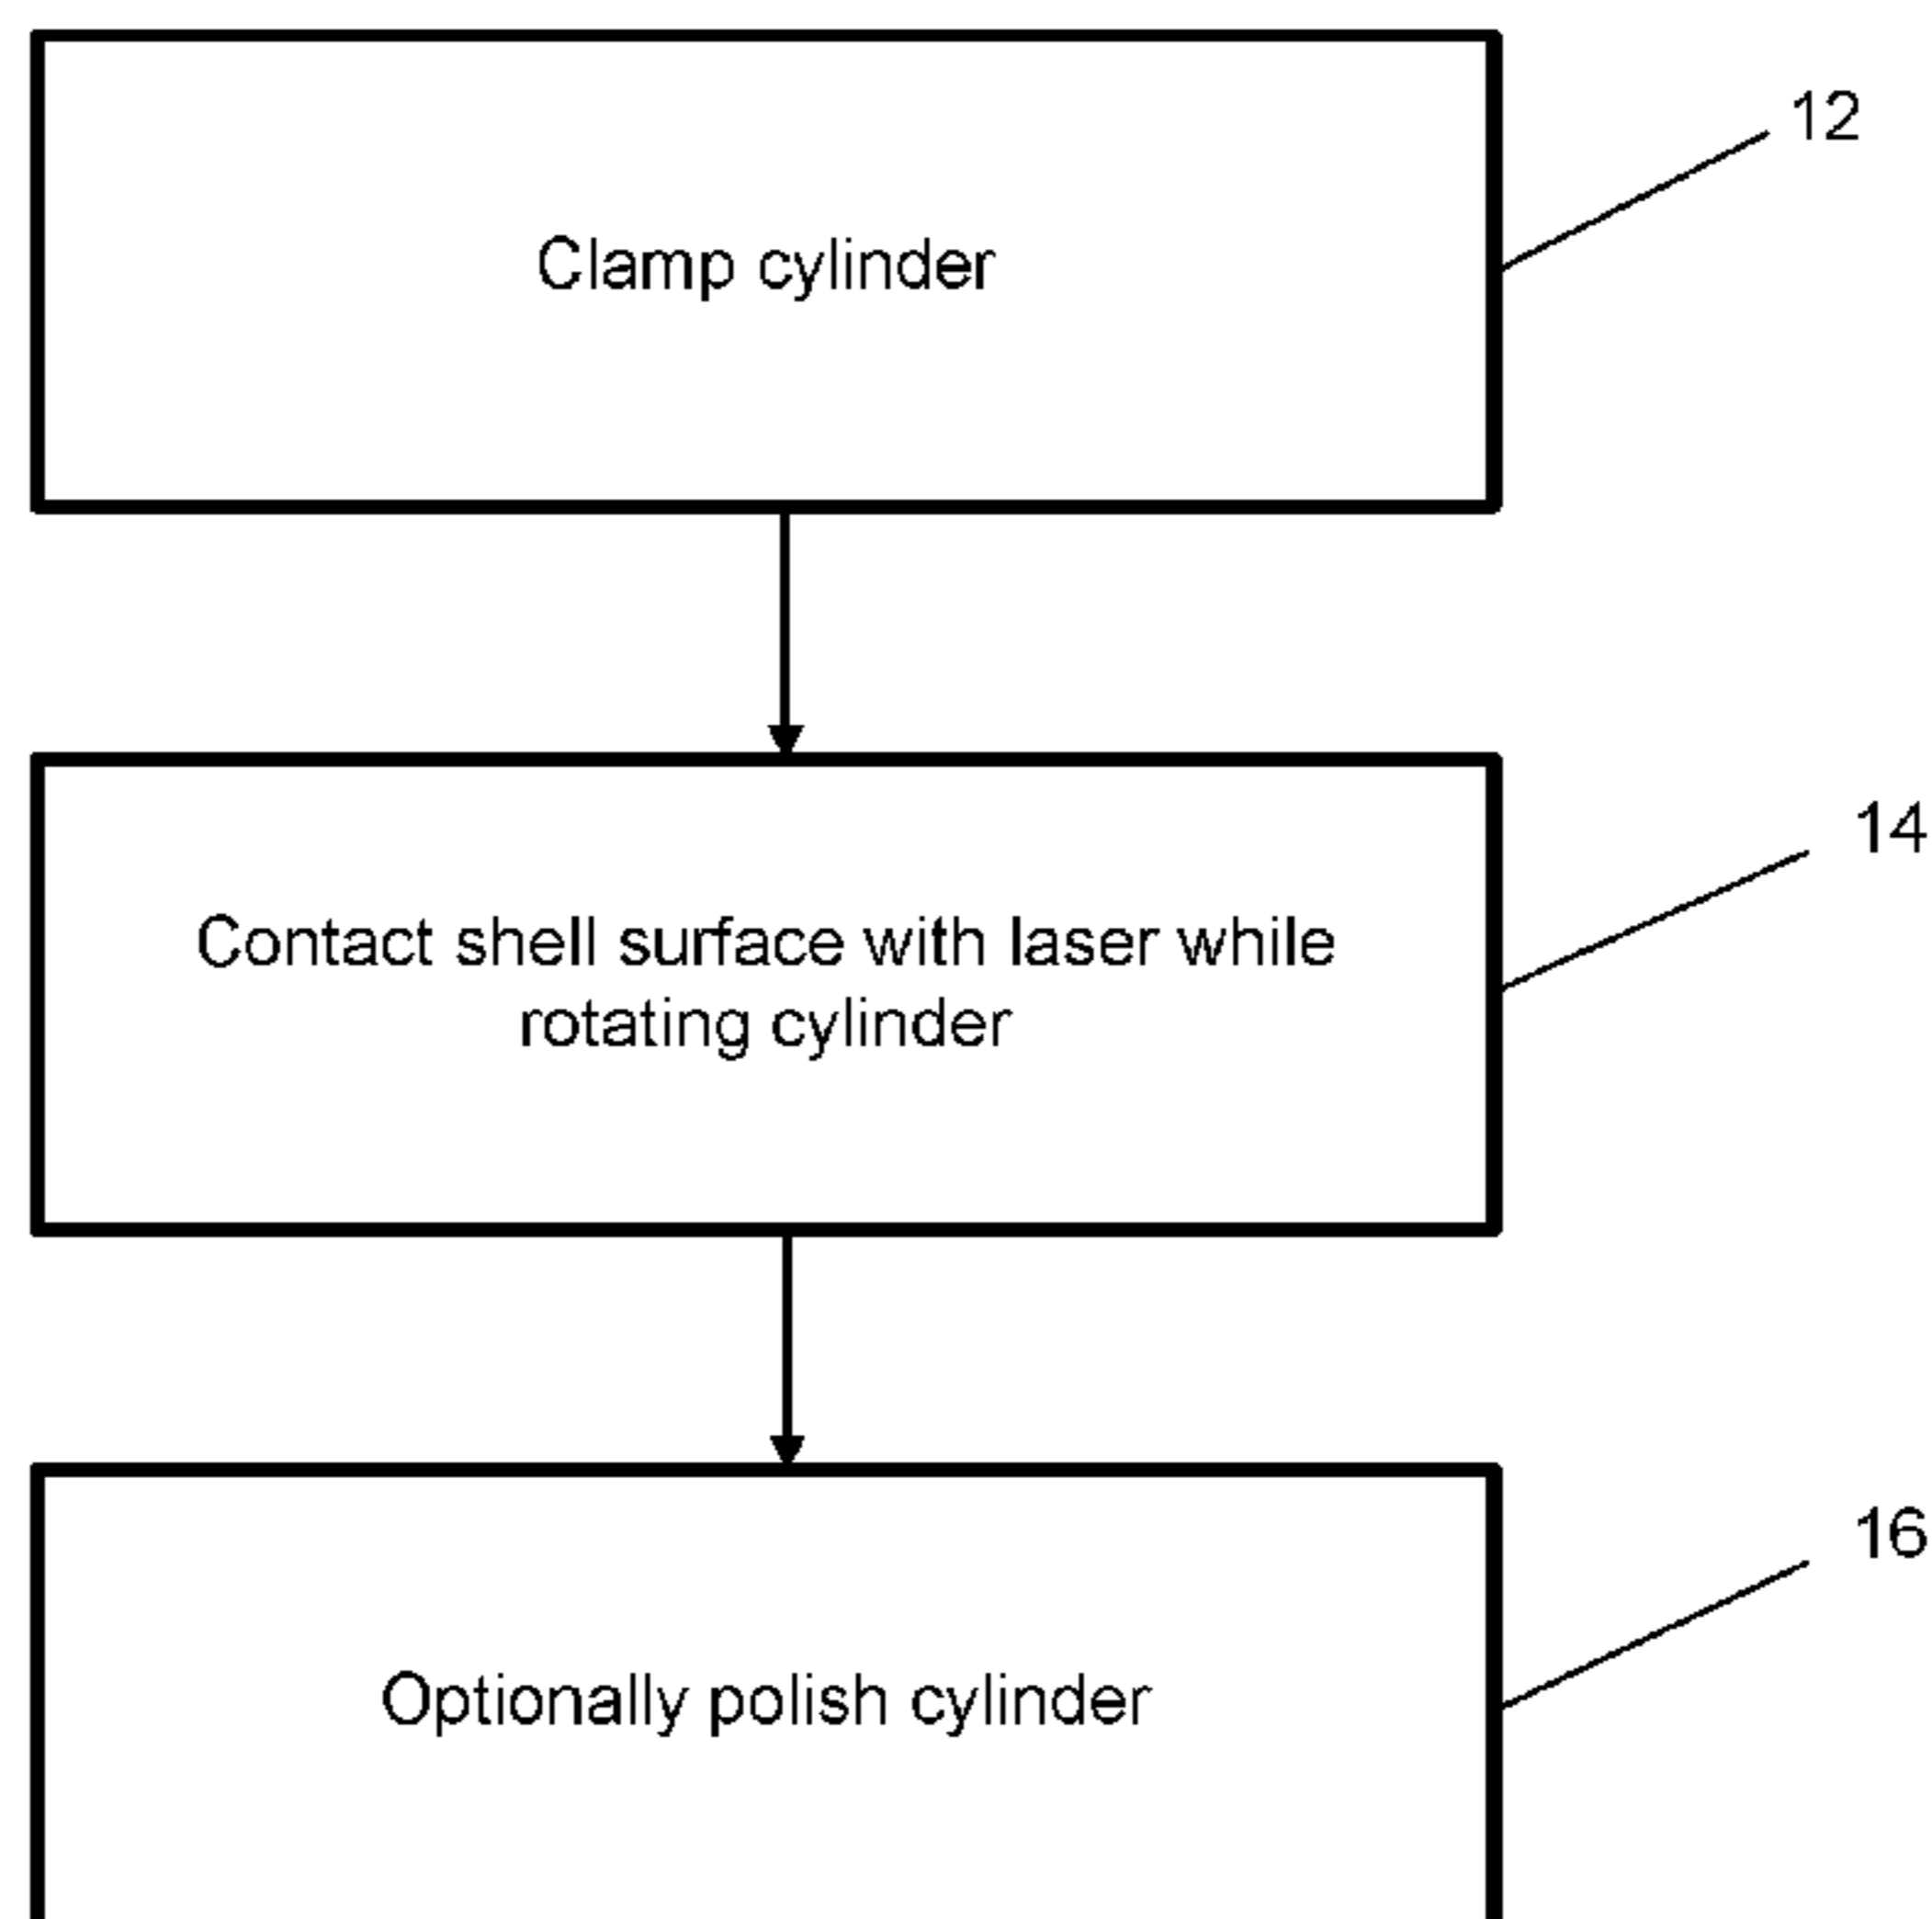 12
Clamp cylinder
14
Contact shell surface with laser while
rotating cylinder
16
Optionally polish cylinder